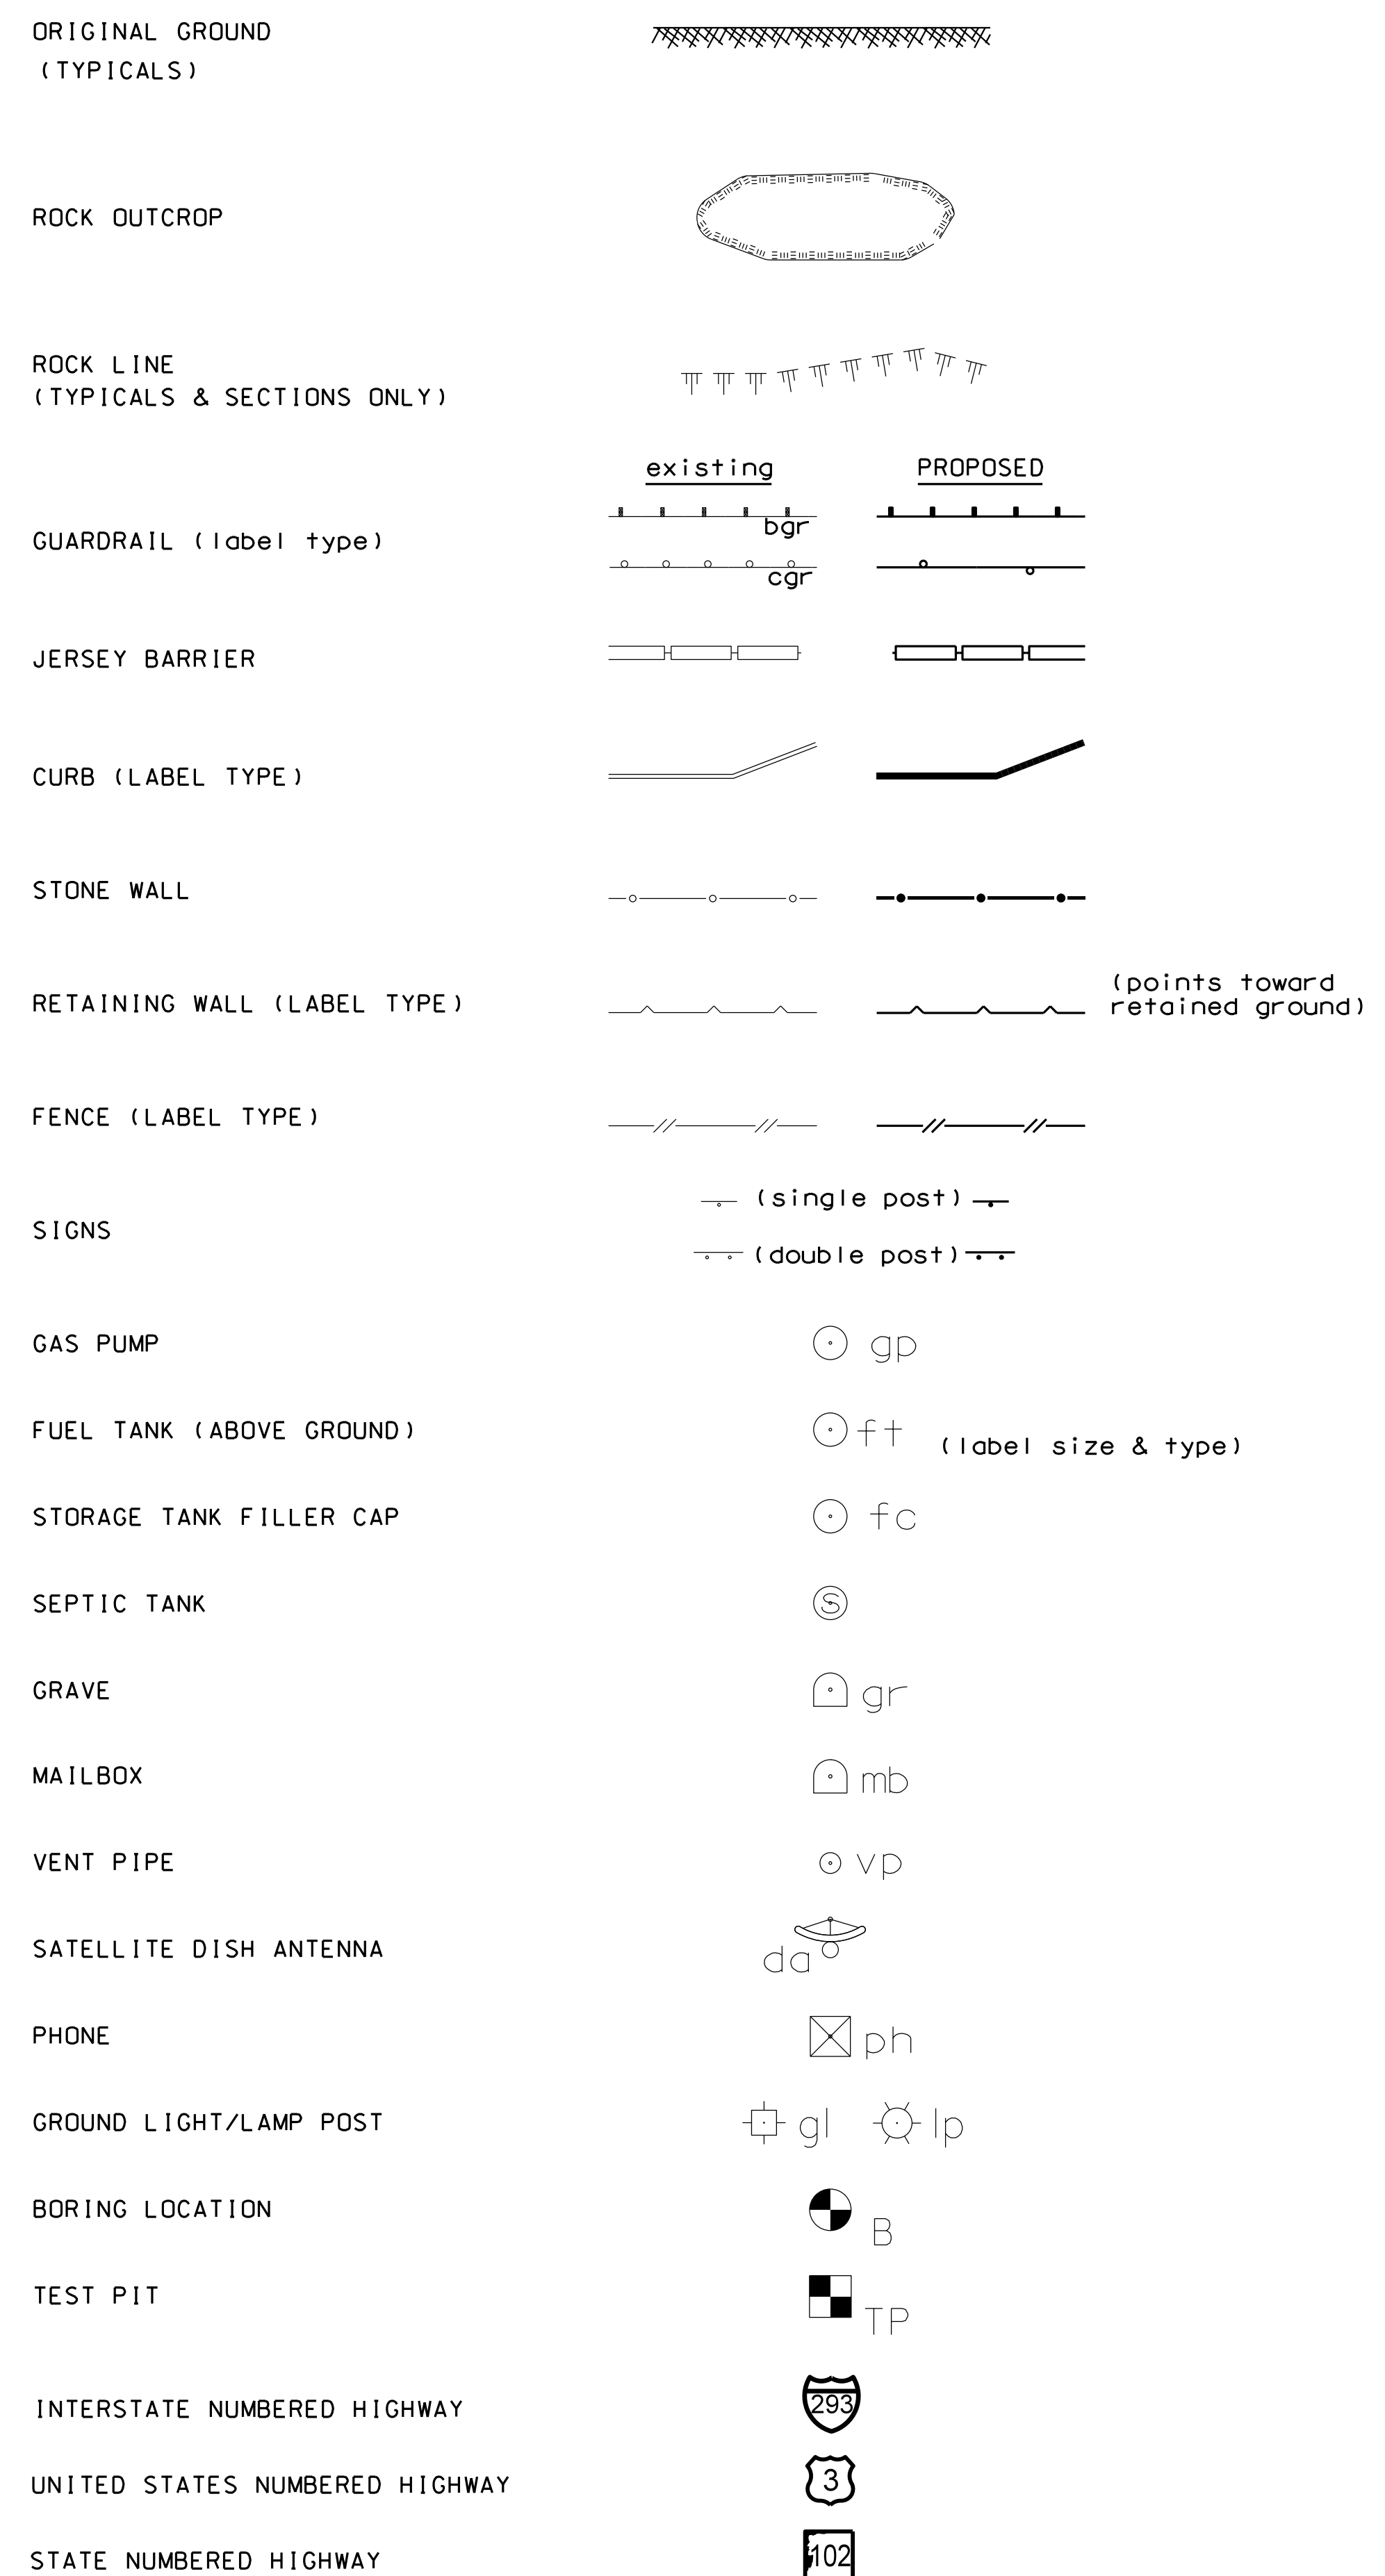 ORIGINAL GROUND
(TYPICALS)
ROCK OUTCROP
ROCK LINE
(TYPICALS & SECTIONS ONLY)
existing PROPOSED
GUARDRAIL (label type)
bgr
cgr
JERSEY BARRIER
CURB (LABEL TYPE)
STONE WALL
RETAINING WALL (LABEL TYPE)
(points toward
retained ground)
FENCE (LABEL TYPE)
SIGNS
(single post)
(double post)
GAS PUMP gp
FUEL TANK (ABOVE GROUND) ft
(label size & type)
STORAGE TANK FILLER CAP fc
SEPTIC TANK S
GRAVE gr
MAILBOX mb
VENT PIPE vp
SATELLITE DISH ANTENNA da
PHONE ph
GROUND LIGHT/LAMP POST gl lp
BORING LOCATION B
TEST PIT TP
INTERSTATE NUMBERED HIGHWAY 293
UNITED STATES NUMBERED HIGHWAY 3
STATE NUMBERED HIGHWAY 102